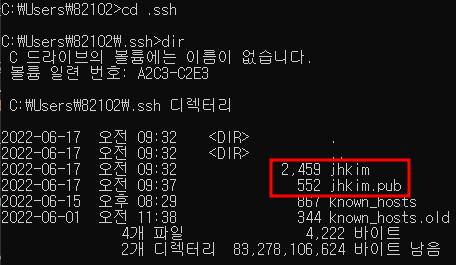 C:₩Users₩82102>cd .ssh
C:₩Users₩82102₩.ssh>dir
C 드라이브의 볼륨에는 이름이 없습니다.
볼륨 일련 번호: A2C3-C2E3
C:₩Users₩82102₩.ssh 디렉터리
2022-06-17 오전 09:32 <DIR> .
2022-06-17 오전 09:32 <DIR> ..
2022-06-17 오전 09:32 2,459 jhkim
2022-06-17 오전 09:37 552 jhkim.pub
2022-06-15 오후 08:29 867 known_hosts
2022-06-01 오전 11:38 344 known_hosts.old
4개 파일 4,222 바이트
2개 디렉터리 83,278,106,624 바이트 남음